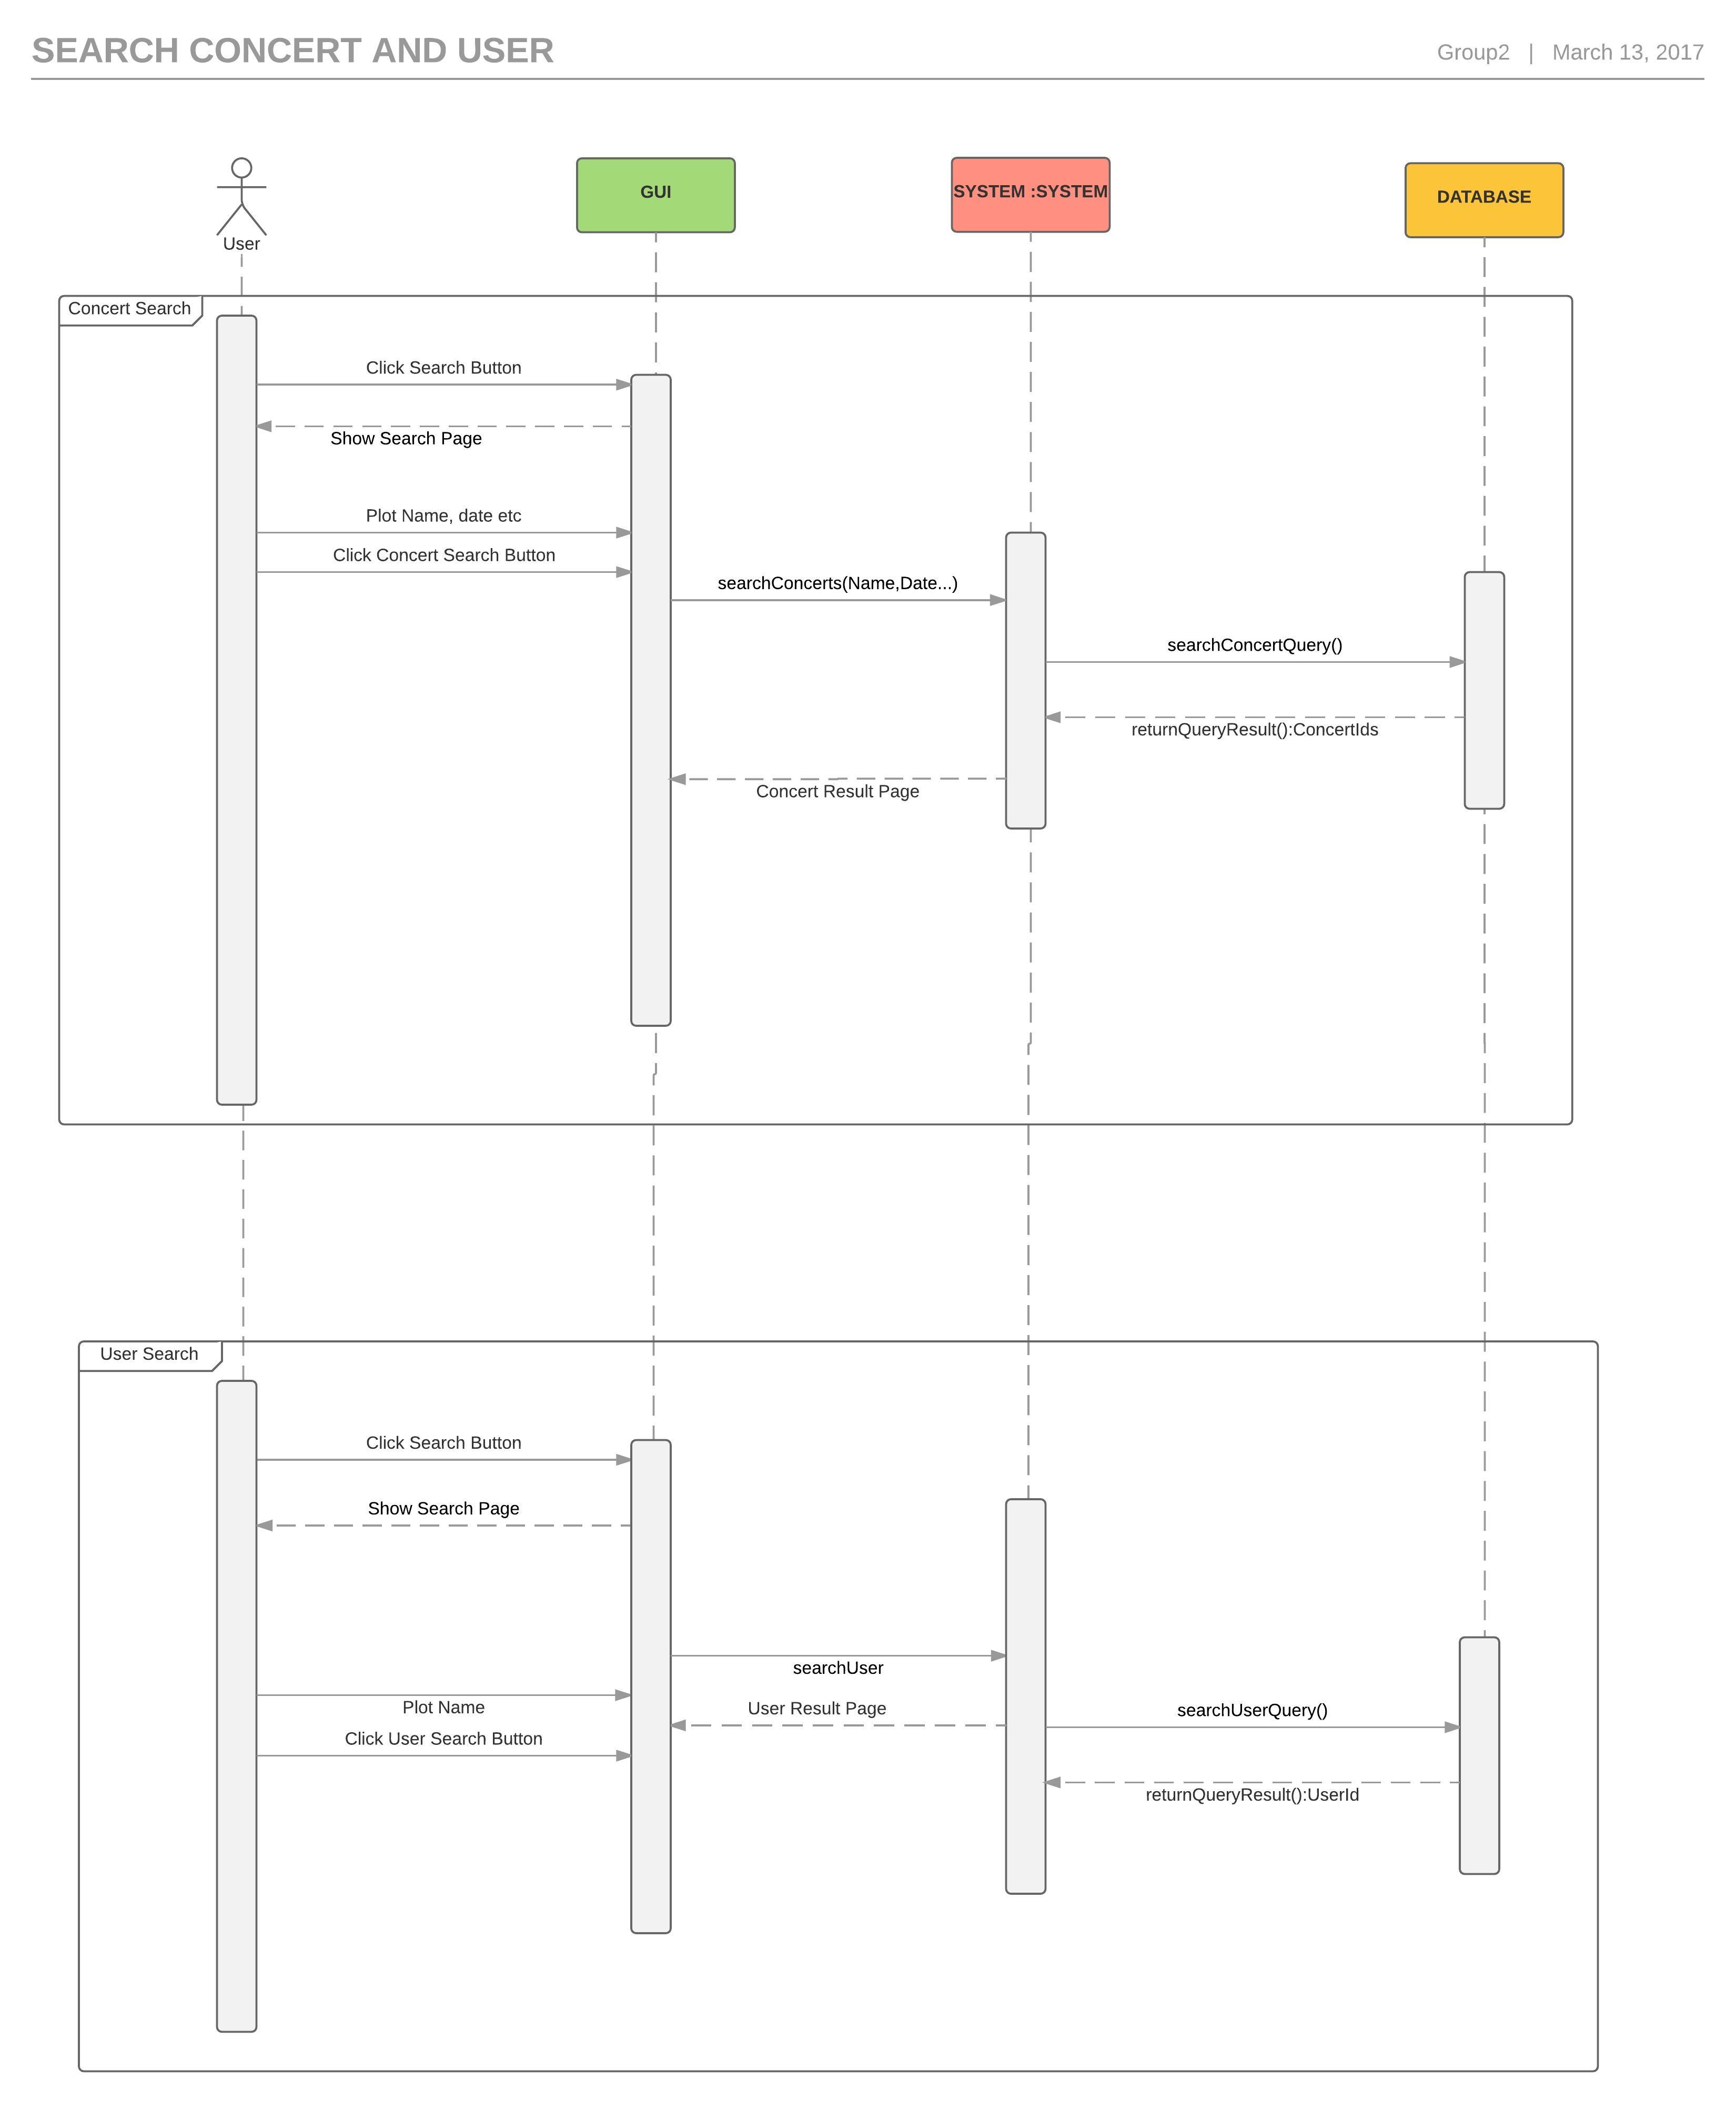 SEARCH CONCERT AND USER
Group2 | March 13, 2017
User
GUI
SYSTEM :SYSTEM
DATABASE
Concert Search
Click Search Button
Show Search Page
Plot Name, date etc
Click Concert Search Button
searchConcerts(Name,Date...)
searchConcertQuery()
returnQueryResult():ConcertIds
Concert Result Page
User Search
Click Search Button
Show Search Page
searchUser
Plot Name
User Result Page
searchUserQuery()
Click User Search Button
returnQueryResult():UserId